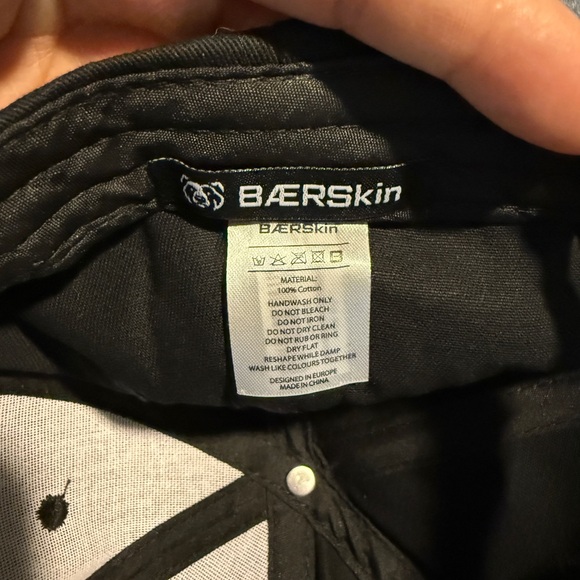 BÆRSkin
BÆRSkin
MATERIAL:
100% Cotton
HANDWASH ONLY
DO NOT BLEACH
DO NOT IRON
DO NOT DRY CLEAN
DO NOT RUB OR RING
DRY FLAT
RESHAPE WHILE DAMP
WASH LIKE COLOURS TOGETHER
DESIGNED IN EUROPE
MADE IN CHINA